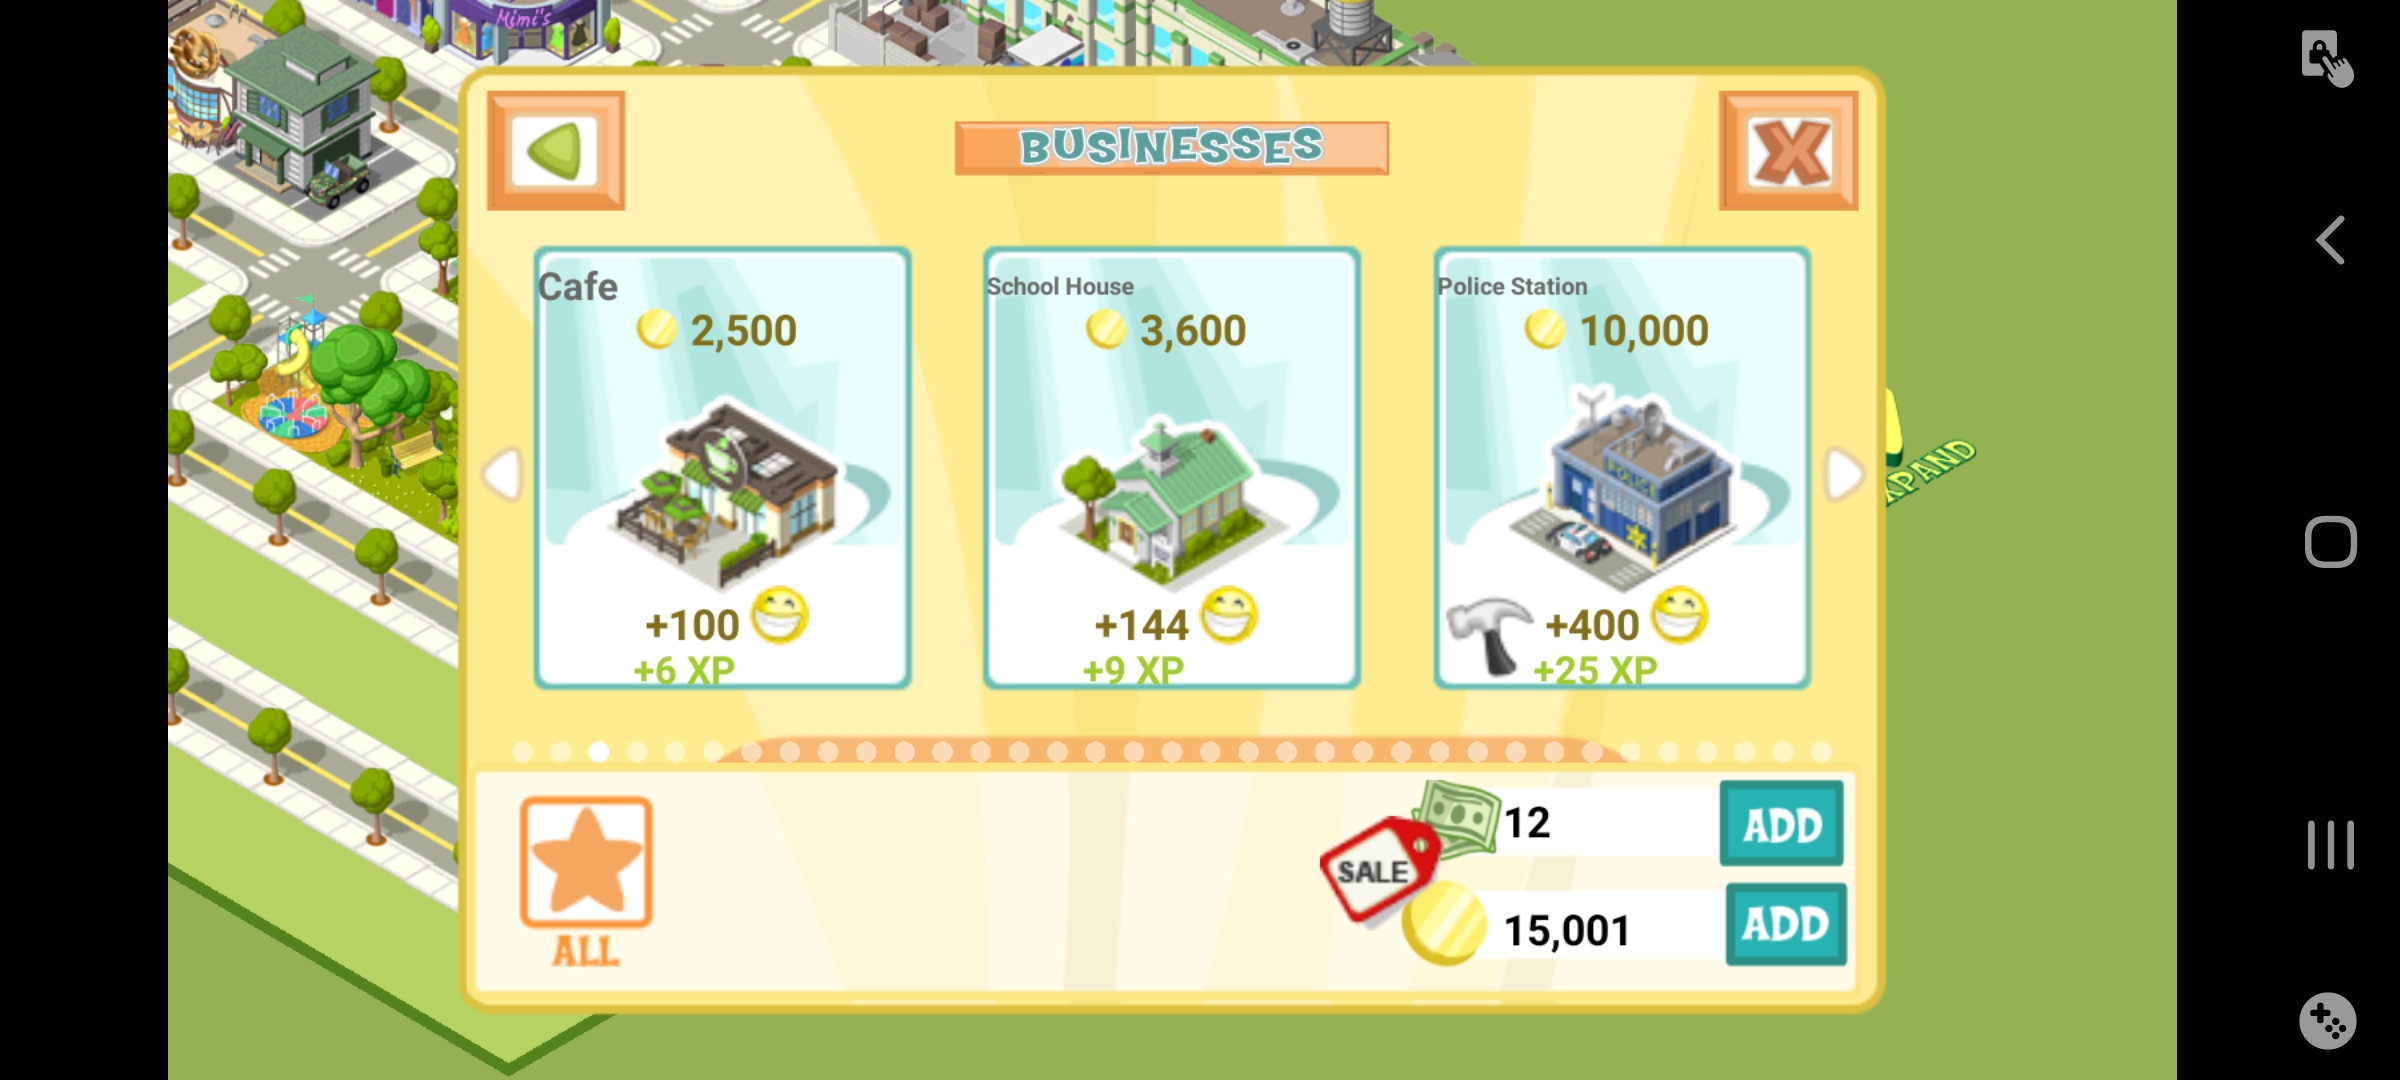 Mimi's
BUSINESSES
Cafe
2,500
+100
+6 XP
School House
3,600
+144
+9 XP
Police Station
10,000
POLICE
+400
+25 XP
XPAND
ALL
SALE
12
ADD
15,001
ADD